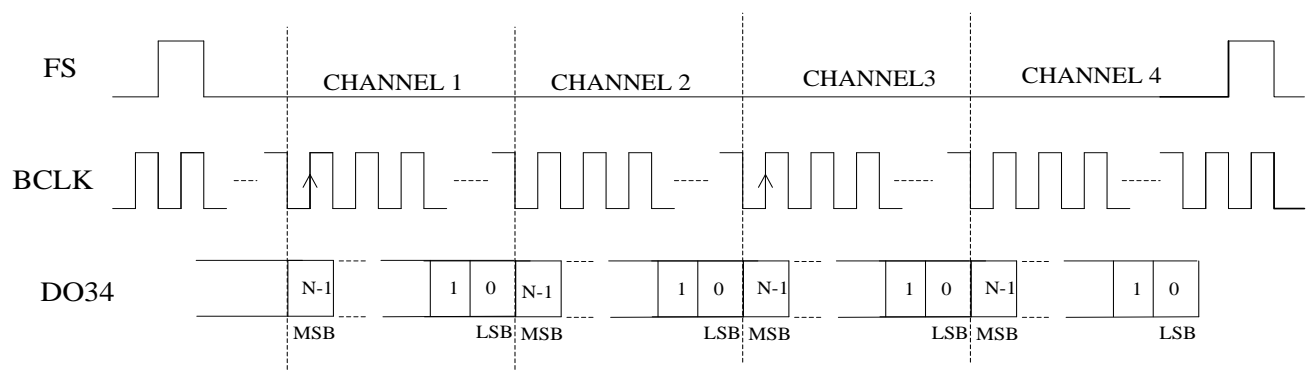 FS
CHANNEL 1 CHANNEL 2 CHANNEL3 CHANNEL 4
BCLK
DO34
N-1 1 0 N-1 1 0 N-1 1 0 N-1 1 0
MSB LSB MSB LSB MSB LSB MSB LSB